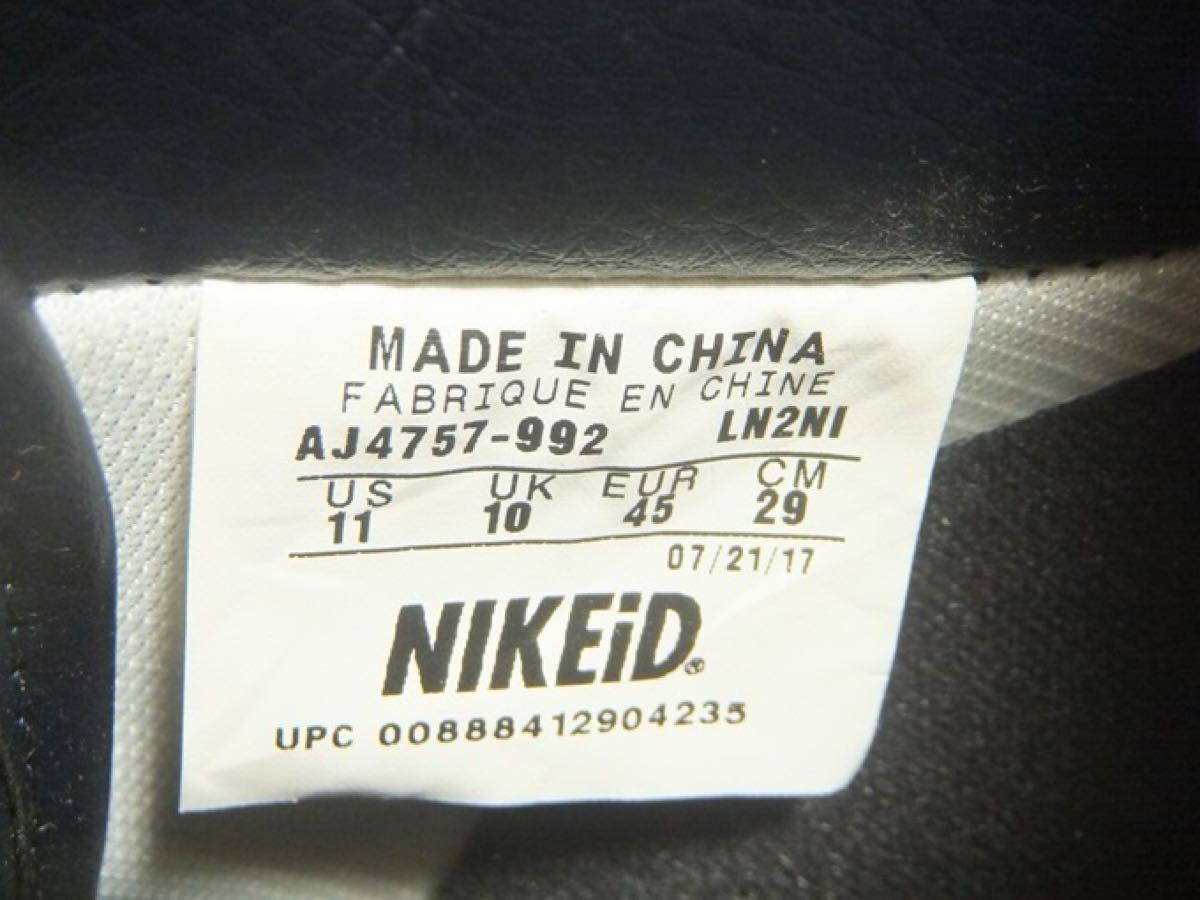 MADE IN CHINA
FABRIQUE EN CHINE
AJ4757-992 LN2NI
US UK EUR CM
11 10 45 29
07/21/17
NIKEiD®
UPC 00888412904235